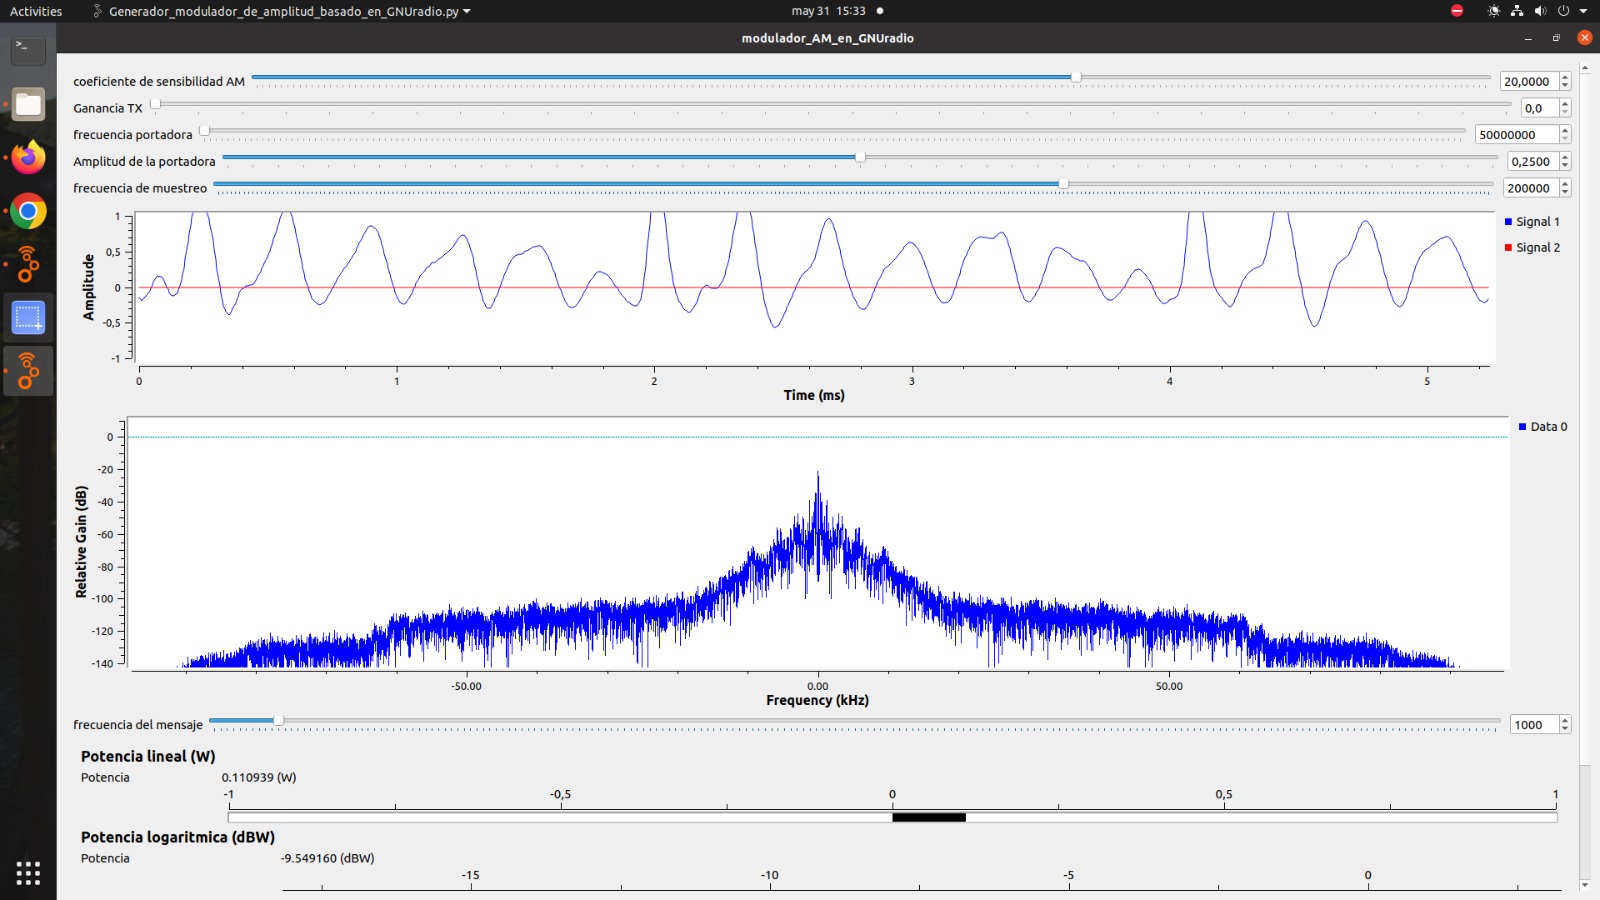 Activities Generador_modulador_de_amplitud_basado_en_GNUradio.py may 31 15:33
modulador_AM_en_GNUradio
coeficiente de sensibilidad AM 20,0000
Ganancia TX 0,0
frecuencia portadora 50000000
Amplitud de la portadora 0,2500
frecuencia de muestreo 200000
1
0,5
0
-0,5
-1
Amplitude
Signal 1
Signal 2
0 1 2 3 4 5
Time (ms)
0
-20
-40
-60
-80
-100
-120
-140
Relative Gain (dB)
Data 0
-50.00 0.00 50.00
Frequency (kHz)
frecuencia del mensaje 1000
Potencia lineal (W)
Potencia 0.110939 (W)
-1 -0,5 0 0,5 1
Potencia logaritmica (dBW)
Potencia -9.549160 (dBW)
-15 -10 -5 0